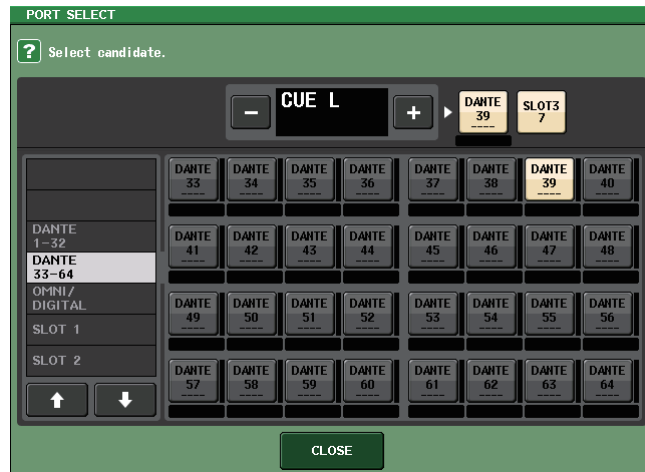 PORT SELECT
? Select candidate.
− CUE L +
DANTE 39 ----
SLOT3 7
DANTE 1-32
DANTE 33-64
OMNI/ DIGITAL
SLOT 1
SLOT 2
DANTE 33 ----
DANTE 34 ----
DANTE 35 ----
DANTE 36 ----
DANTE 37 ----
DANTE 38 ----
DANTE 39 ----
DANTE 40 ----
DANTE 41 ----
DANTE 42 ----
DANTE 43 ----
DANTE 44 ----
DANTE 45 ----
DANTE 46 ----
DANTE 47 ----
DANTE 48 ----
DANTE 49 ----
DANTE 50 ----
DANTE 51 ----
DANTE 52 ----
DANTE 53 ----
DANTE 54 ----
DANTE 55 ----
DANTE 56 ----
DANTE 57 ----
DANTE 58 ----
DANTE 59 ----
DANTE 60 ----
DANTE 61 ----
DANTE 62 ----
DANTE 63 ----
DANTE 64 ----
CLOSE